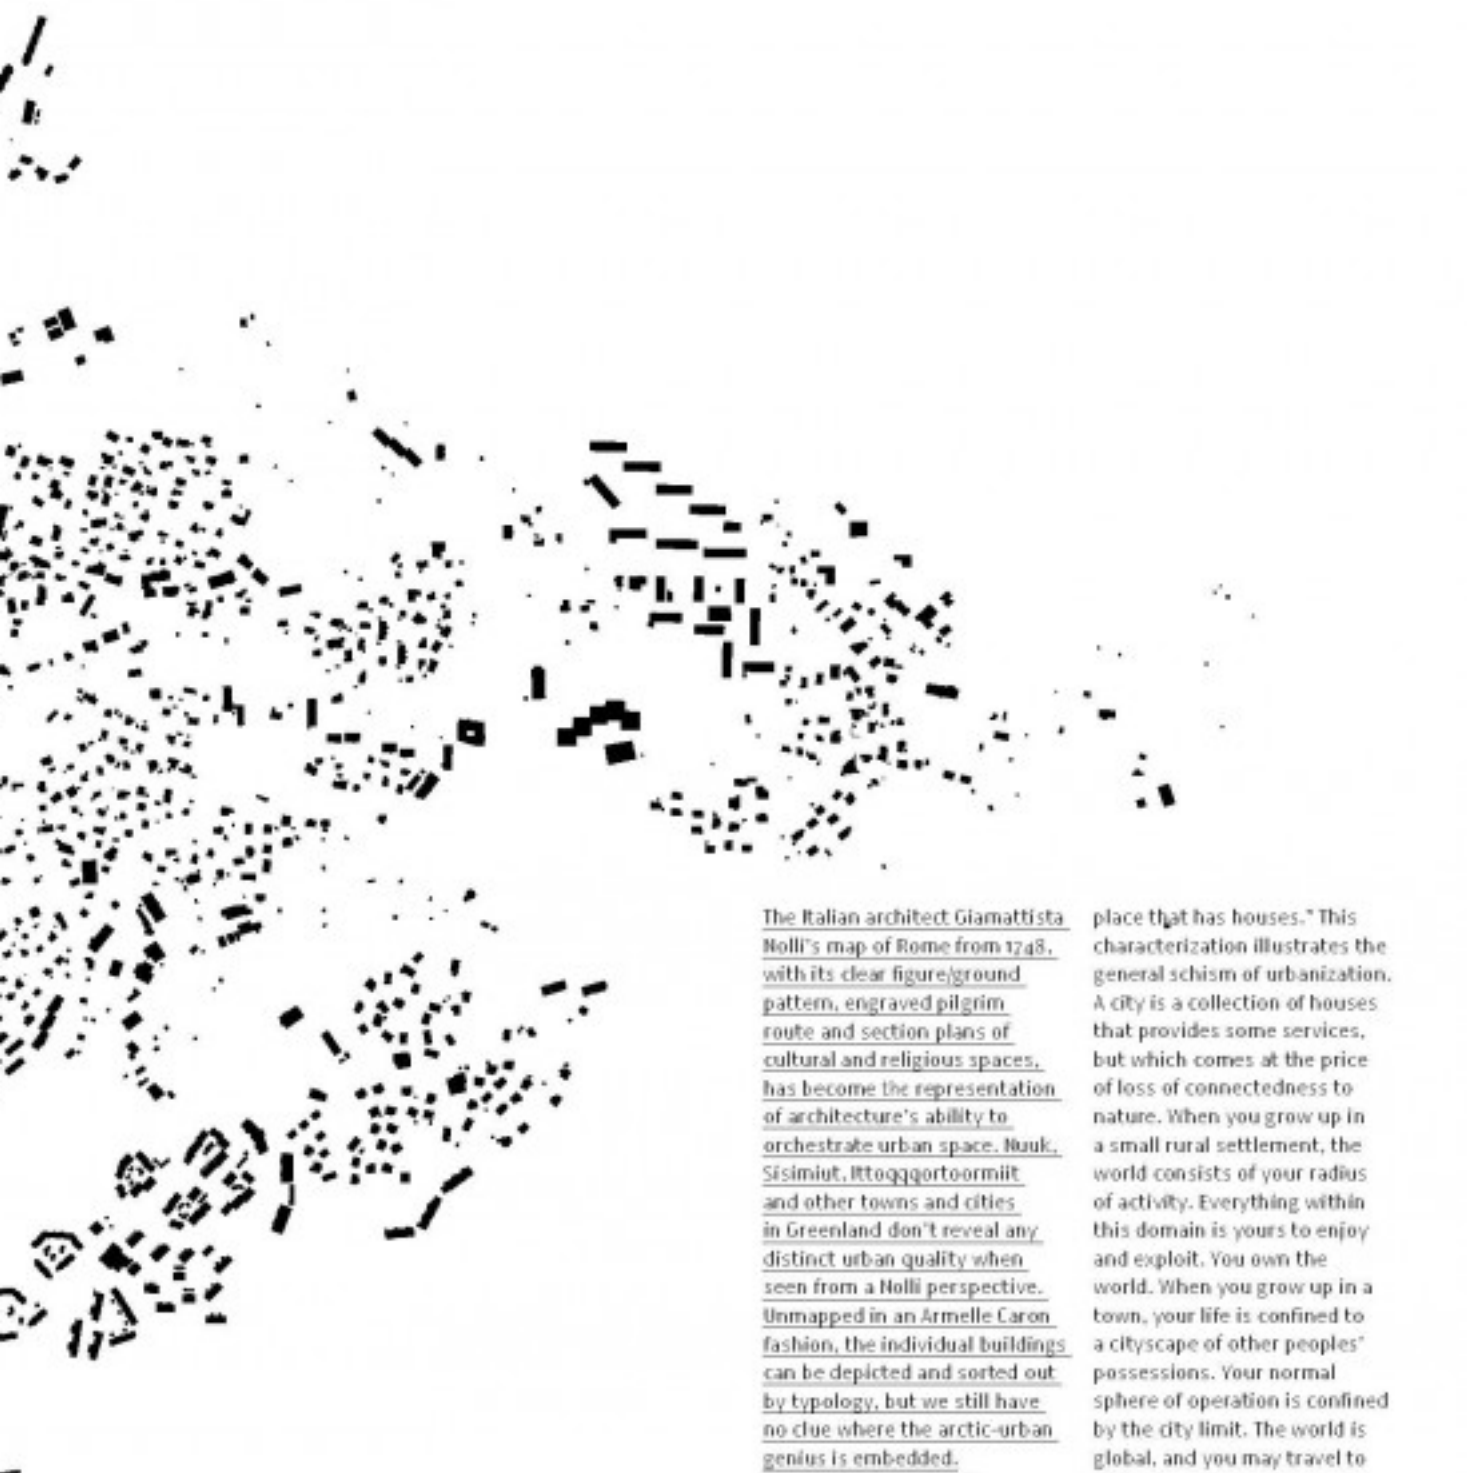 The Italian architect Giamattista
Nolli's map of Rome from 1748,
with its clear figure/ground
pattern, engraved pilgrim
route and section plans of
cultural and religious spaces,
has become the representation
of architecture's ability to
orchestrate urban space. Nuuk,
Sisimiut, Ittoqqqortoormiit
and other towns and cities
in Greenland don't reveal any
distinct urban quality when
seen from a Nolli perspective.
Unmapped in an Armelle Caron
fashion, the individual buildings
can be depicted and sorted out
by typology, but we still have
no clue where the arctic-urban
genius is embedded.
place that has houses." This
characterization illustrates the
general schism of urbanization.
A city is a collection of houses
that provides some services,
but which comes at the price
of loss of connectedness to
nature. When you grow up in
a small rural settlement, the
world consists of your radius
of activity. Everything within
this domain is yours to enjoy
and exploit. You own the
world. When you grow up in a
town, your life is confined to
a cityscape of other peoples'
possessions. Your normal
sphere of operation is confined
by the city limit. The world is
global, and you may travel to